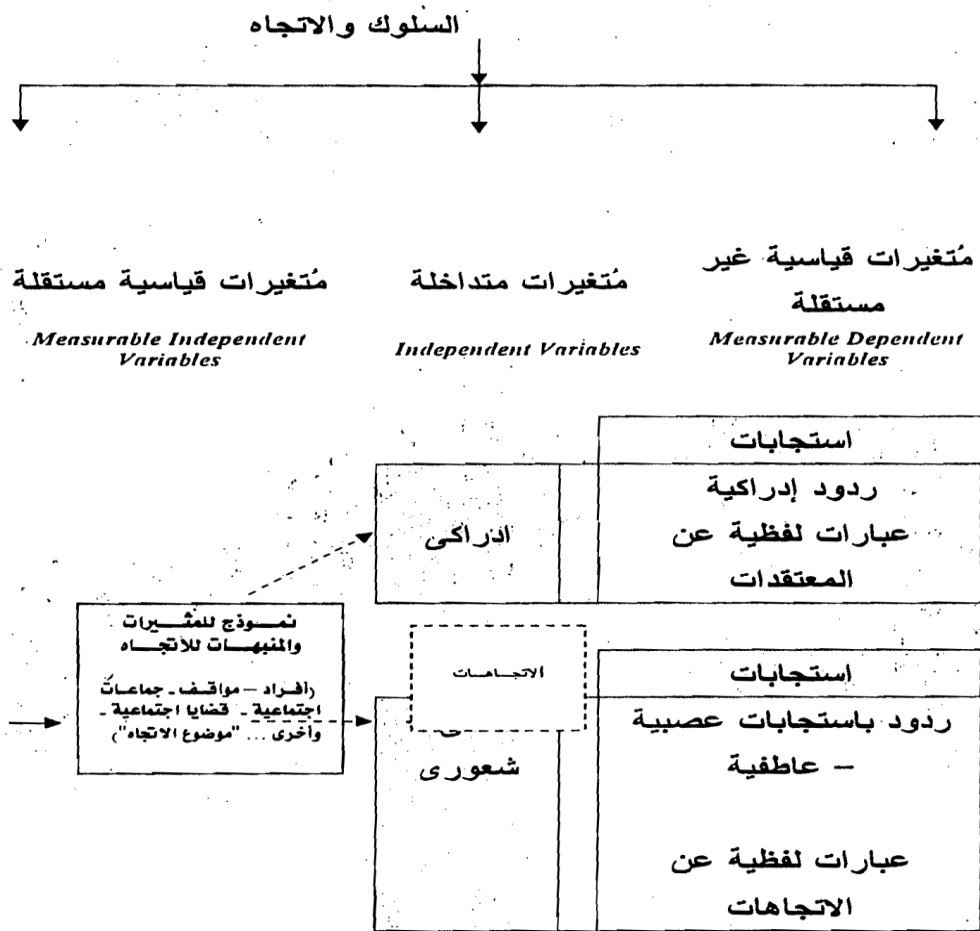 السلوك والاتجاه
مُتغيرات قياسية غير
مستقلة
Measurable Dependent
Variables
مُتغيرات متداخلة
Independent Variables
مُتغيرات قياسية مستقلة
Measurable Independent
Variables
استجابات
ردود إدراكية
عبارات لفظية عن
المعتقدات
ادراكى
نموذج للمثيرات
والمنبهات للاتجاه
(أفراد – مواقف - جماعات
اجتماعية - قضايا اجتماعية -
وأخرى ... "موضوع الاتجاه")
الاتجاهات
شعورى
استجابات
ردود باستجابات عصبية
– عاطفية
عبارات لفظية عن
الاتجاهات